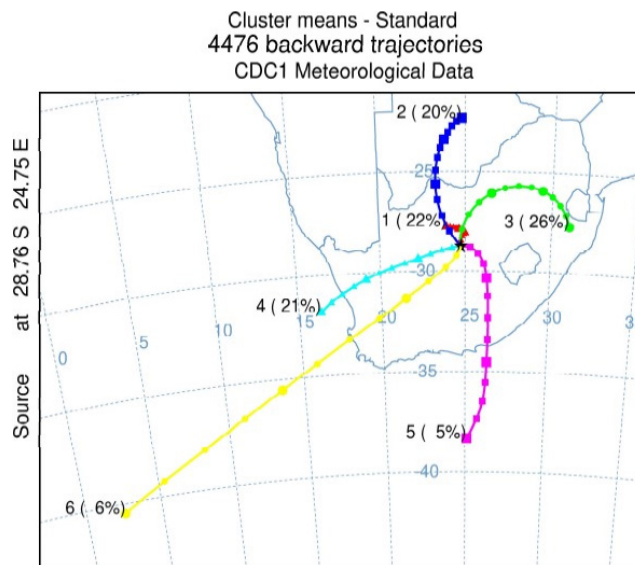 Cluster means - Standard
4476 backward trajectories
CDC1 Meteorological Data
Source at 28.76 S 24.75 E
2 ( 20%)
25
1 ( 22%)
3 ( 26%)
30
4 ( 21%)
15
20
25
30
35
10
5
0
35
5 ( 5%)
40
6 ( 6%)